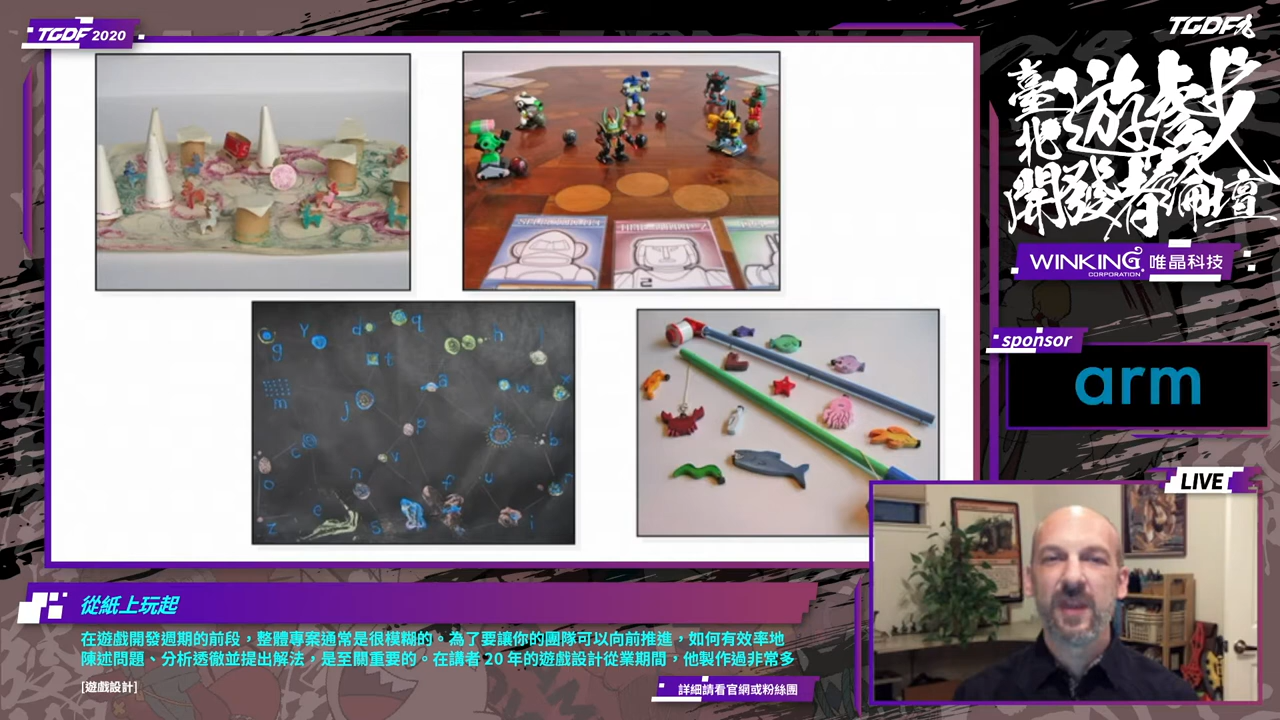 TGDF 2020
TGDF
臺北遊戲開發者論壇
WINKING 唯晶科技
CORPORATION
sponsor
arm
LIVE
Y
d
q
h
g
t
a
w
m
j
k
p
b
c
v
n
f
u
o
e
z
s
i
2
從紙上玩起
在遊戲開發週期的前段，整體專案通常是很模糊的。為了要讓你的團隊可以向前推進，如何有效率地
陳述問題、分析透徹並提出解法，是至關重要的。在講者 20 年的遊戲設計從業期間，他製作過非常多
[遊戲設計]
詳細請看官網或粉絲團